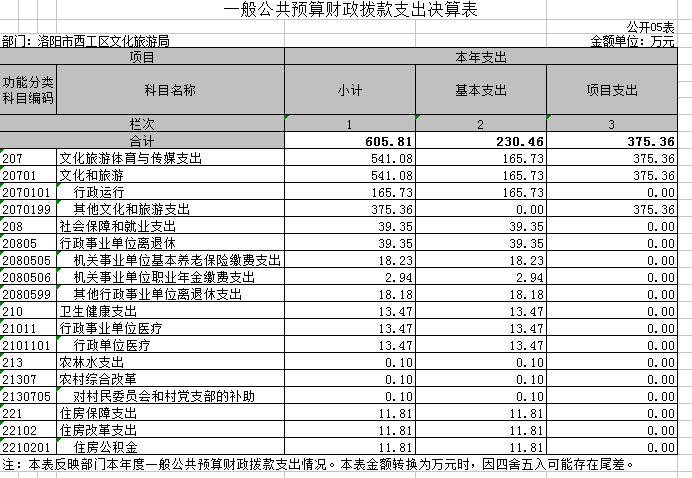 一般公共预算财政拨款支出决算表
公开05表
部门：洛阳市西工区文化旅游局 金额单位：万元
项目 本年支出
功能分类科目编码 科目名称 小计 基本支出 项目支出
栏次 1 2 3
合计 605.81 230.46 375.36
207 文化旅游体育与传媒支出 541.08 165.73 375.36
20701 文化和旅游 541.08 165.73 375.36
2070101 行政运行 165.73 165.73 0.00
2070199 其他文化和旅游支出 375.36 0.00 375.36
208 社会保障和就业支出 39.35 39.35 0.00
20805 行政事业单位离退休 39.35 39.35 0.00
2080505 机关事业单位基本养老保险缴费支出 18.23 18.23 0.00
2080506 机关事业单位职业年金缴费支出 2.94 2.94 0.00
2080599 其他行政事业单位离退休支出 18.18 18.18 0.00
210 卫生健康支出 13.47 13.47 0.00
21011 行政事业单位医疗 13.47 13.47 0.00
2101101 行政单位医疗 13.47 13.47 0.00
213 农林水支出 0.10 0.10 0.00
21307 农村综合改革 0.10 0.10 0.00
2130705 对村民委员会和村党支部的补助 0.10 0.10 0.00
221 住房保障支出 11.81 11.81 0.00
22102 住房改革支出 11.81 11.81 0.00
2210201 住房公积金 11.81 11.81 0.00
注：本表反映部门本年度一般公共预算财政拨款支出情况。本表金额转换为万元时，因四舍五入可能存在尾差。